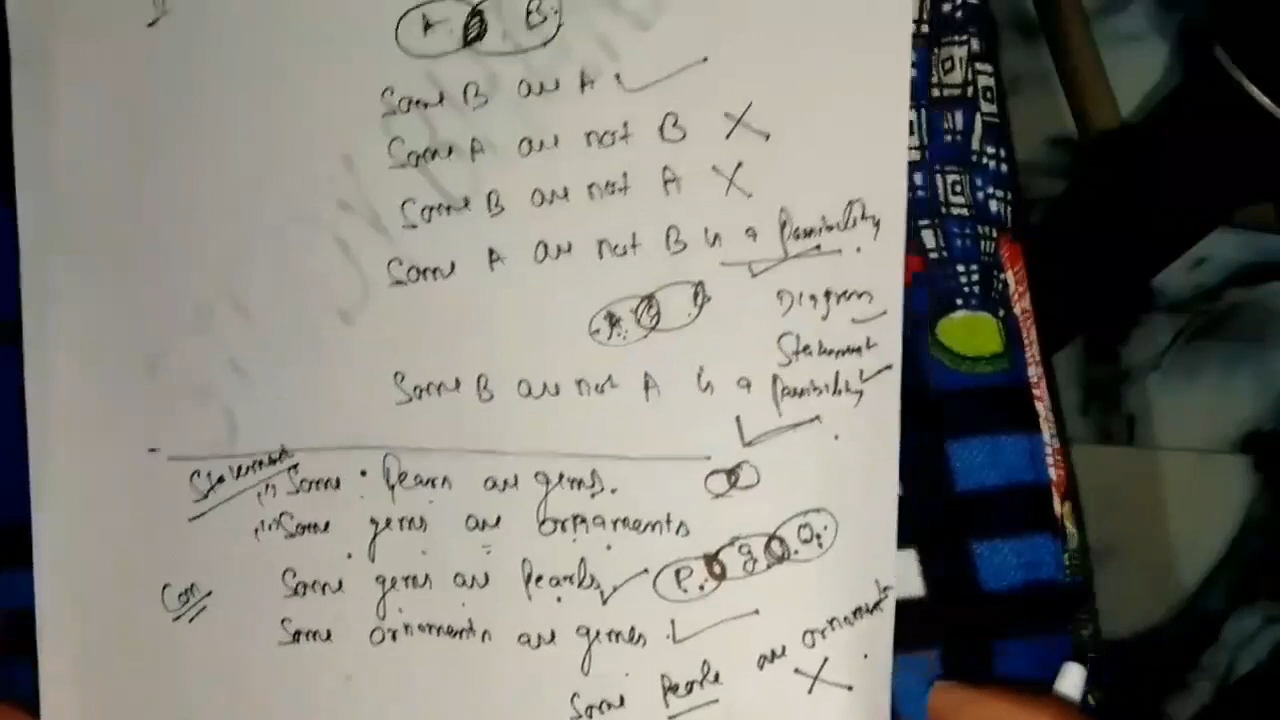 A B
Some B are A
Some A are not B
Some B are not A
Some A are not B is a Possibility
A B
Diagram
Statement
Some B are not A is a Possibility
Statement
(i) Some Pearls are gems.
(ii) Some gems are ornaments
Some gems are Pearls
P. g. O.
Con
Some ornaments are gems.
Some Pearls are ornaments